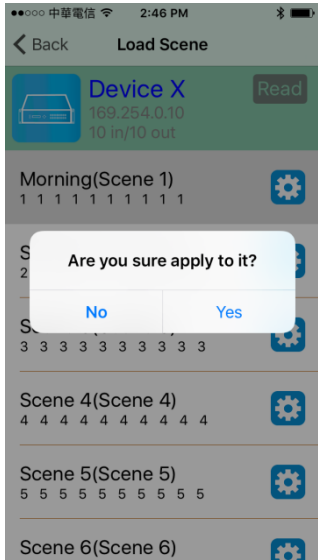 中華電信 2:46 PM
Back Load Scene
Device X
Read
169.254.0.10
10 in/10 out
Morning(Scene 1)
1 1 1 1 1 1 1 1 1 1
S
2
Are you sure apply to it?
No Yes
3 3 3 3 3 3 3 3 3 3
Scene 4(Scene 4)
4 4 4 4 4 4 4 4 4 4
Scene 5(Scene 5)
5 5 5 5 5 5 5 5 5 5
Scene 6(Scene 6)